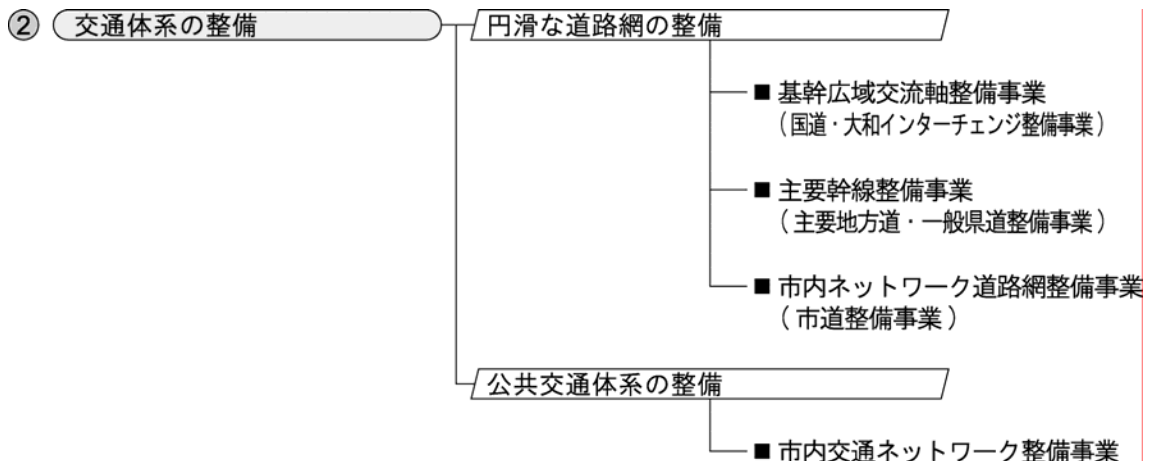 ② 交通体系の整備
円滑な道路網の整備
■ 基幹広域交流軸整備事業
（国道・大和インターチェンジ整備事業）
■ 主要幹線整備事業
（主要地方道・一般県道整備事業）
■ 市内ネットワーク道路網整備事業
（市道整備事業）
公共交通体系の整備
■ 市内交通ネットワーク整備事業